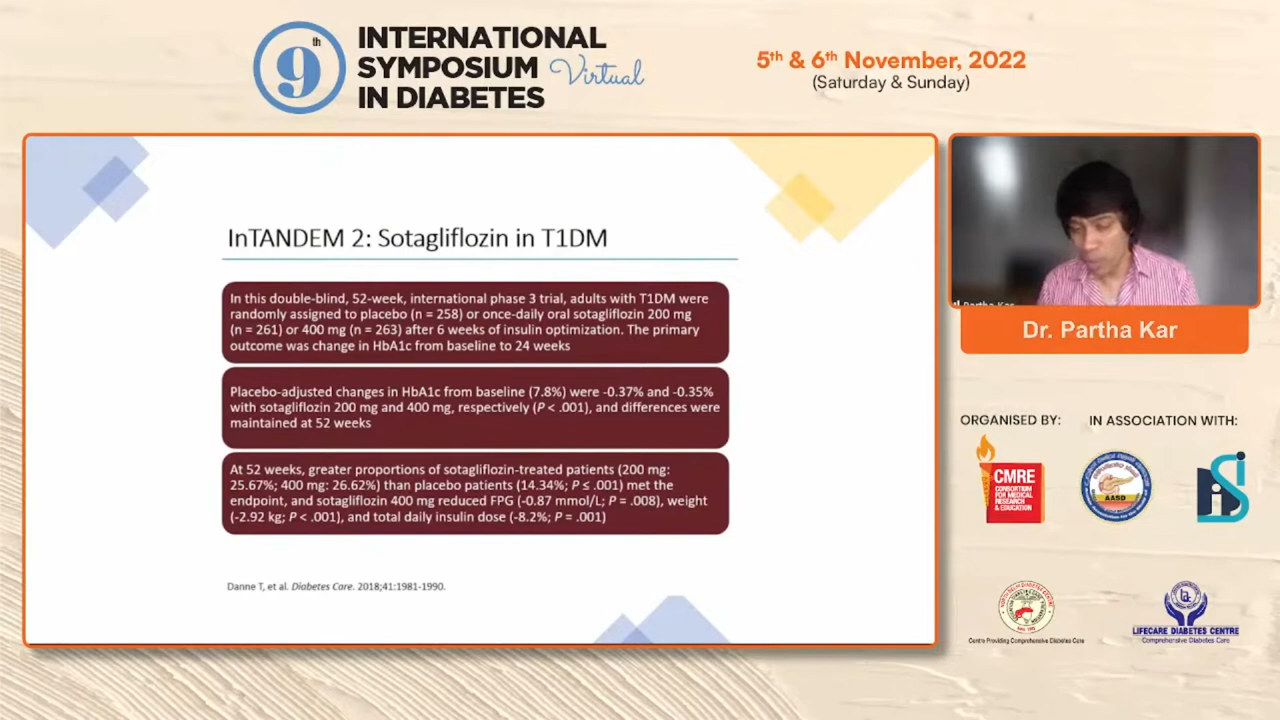 9th
INTERNATIONAL
SYMPOSIUM Virtual
IN DIABETES
5th & 6th November, 2022
(Saturday & Sunday)
InTANDEM 2: Sotagliflozin in T1DM
In this double-blind, 52-week, international phase 3 trial, adults with T1DM were
randomly assigned to placebo (n = 258) or once-daily oral sotagliflozin 200 mg
(n = 261) or 400 mg (n = 263) after 6 weeks of insulin optimization. The primary
outcome was change in HbA1c from baseline to 24 weeks
Placebo-adjusted changes in HbA1c from baseline (7.8%) were -0.37% and -0.35%
with sotagliflozin 200 mg and 400 mg, respectively (P < .001), and differences were
maintained at 52 weeks
At 52 weeks, greater proportions of sotagliflozin-treated patients (200 mg:
25.67%; 400 mg: 26.62%) than placebo patients (14.34%; P ≤ .001) met the
endpoint, and sotagliflozin 400 mg reduced FPG (-0.87 mmol/L; P = .008), weight
(-2.92 kg; P < .001), and total daily insulin dose (-8.2%; P = .001)
Danne T, et al. Diabetes Care. 2018;41:1981-1990.
Partha Kar
Dr. Partha Kar
ORGANISED BY:
IN ASSOCIATION WITH:
CMRE
CONSORTIUM
FOR MEDICAL
RESEARCH
& EDUCATION
AASD
Centre Providing Comprehensive Diabetes Care
LIFECARE DIABETES CENTRE
Comprehensive Diabetes Care